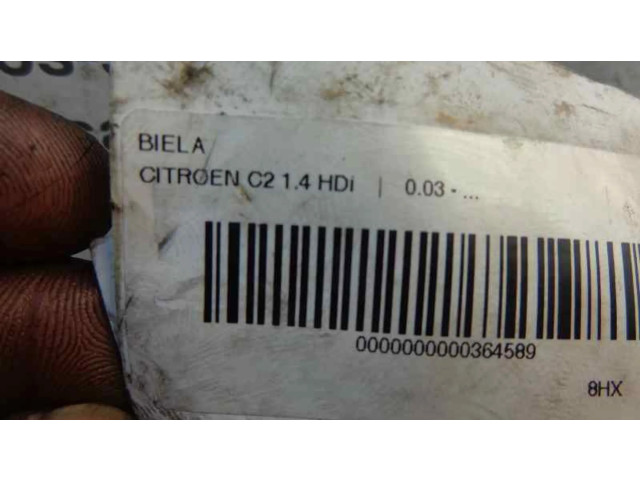 BIELA
CITROEN C2 1.4 HDi | 0.03 - ...
0000000000364589
8HX